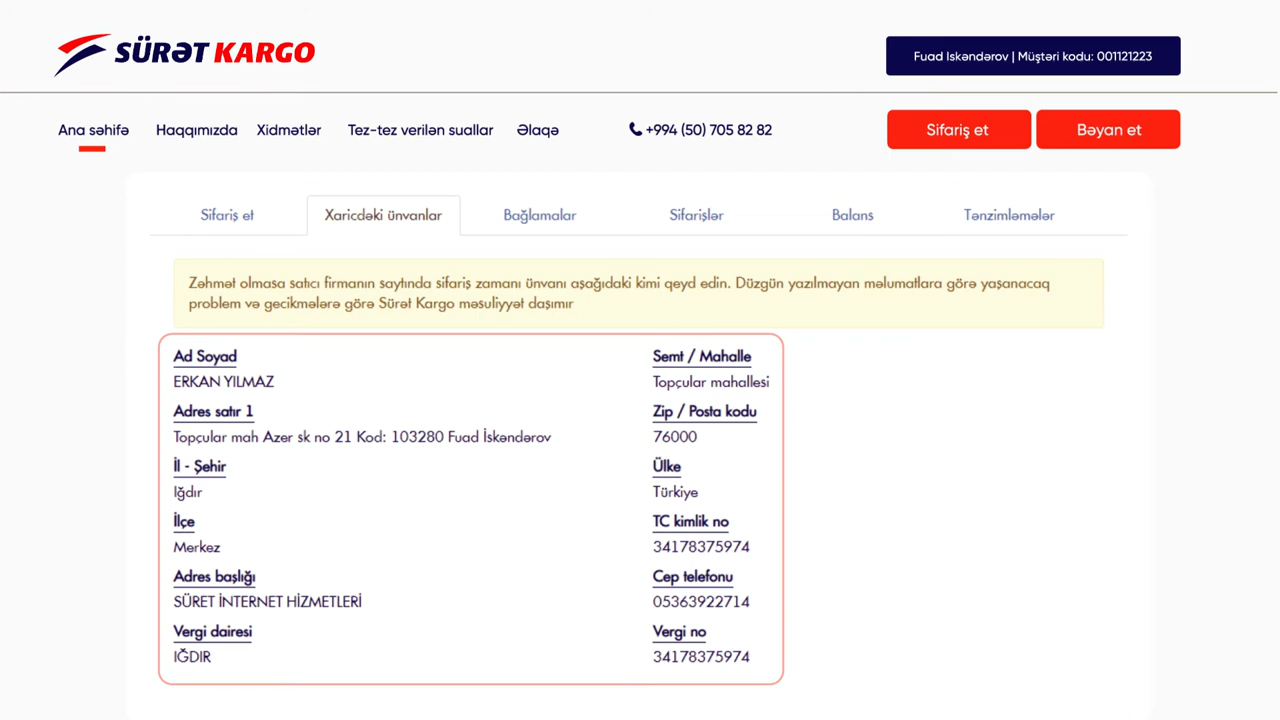 SÜRƏT KARGO
Fuad Iskəndərov | Müştəri kodu: 001121223
Ana səhifə Haqqımızda Xidmətlər Tez-tez verilən suallar Əlaqə +994 (50) 705 82 82 Sifariş et Bəyan et
Sifariş et Xaricdəki ünvanlar Bağlamalar Sifarişlər Balans Tənzimləmələr
Zəhmət olmasa satıcı firmanın saytında sifariş zamanı ünvanı aşağıdaki kimi qeyd edin. Düzgün yazılmayan məlumatlara görə yaşanacaq
problem və gecikmələrə görə Sürət Kargo məsuliyyət daşımır
Ad Soyad Semt / Mahalle
ERKAN YILMAZ Topçular mahallesi
Adres satır 1 Zip / Posta kodu
Topçular mah Azer sk no 21 Kod: 103280 Fuad İskəndərov 76000
İl - Şehir Ülke
Iğdır Türkiye
İlçe TC kimlik no
Merkez 34178375974
Adres başlığı Cep telefonu
SÜRET İNTERNET HİZMETLERİ 05363922714
Vergi dairesi Vergi no
IĞDIR 34178375974